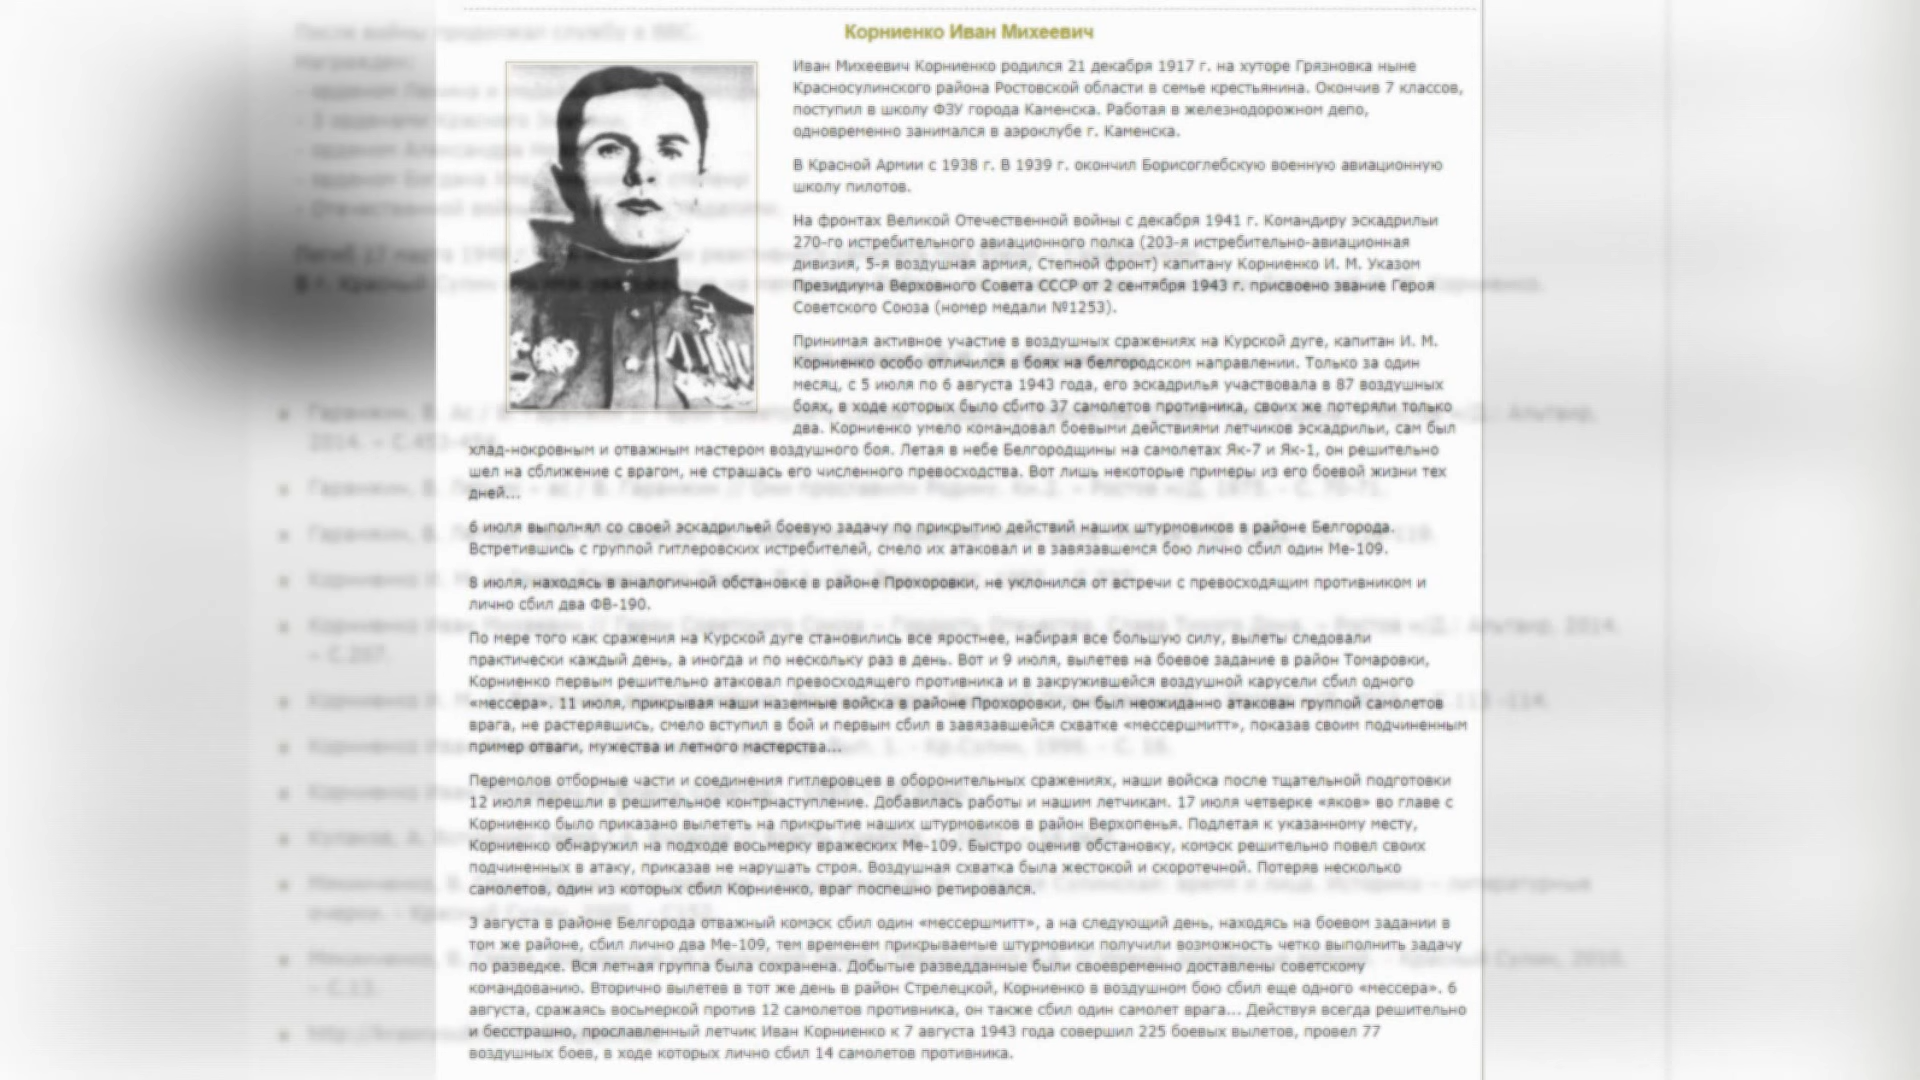 Корниенко Иван Михеевич
Иван Михеевич Корниенко родился 21 декабря 1917 г. на хуторе Грязновка ныне
Красносулинского района Ростовской области в семье крестьянина. Окончив 7 классов,
поступил в школу ФЗУ города Каменска. Работая в железнодорожном депо,
одновременно занимался в аэроклубе г. Каменска.
В Красной Армии с 1938 г. В 1939 г. окончил Борисоглебскую военную авиационную
школу пилотов.
На фронтах Великой Отечественной войны с декабря 1941 г. Командиру эскадрильи
270-го истребительного авиационного полка (203-я истребительно-авиационная
дивизия, 5-я воздушная армия, Степной фронт) капитану Корниенко И. М. Указом
Президиума Верховного Совета СССР от 2 сентября 1943 г. присвоено звание Героя
Советского Союза (номер медали №1253).
Принимая активное участие в воздушных сражениях на Курской дуге, капитан И. М.
Корниенко особо отличился в боях на белгородском направлении. Только за один
месяц, с 5 июля по 6 августа 1943 года, его эскадрилья участвовала в 87 воздушных
боях, в ходе которых было сбито 37 самолетов противника, своих же потеряли только
два. Корниенко умело командовал боевыми действиями летчиков эскадрильи, сам был
хлад-нокровным и отважным мастером воздушного боя. Летая в небе Белгородщины на самолетах Як-7 и Як-1, он решительно
шел на сближение с врагом, не страшась его численного превосходства. Вот лишь некоторые примеры из его боевой жизни тех
дней...
6 июля выполнял со своей эскадрильей боевую задачу по прикрытию действий наших штурмовиков в районе Белгорода.
Встретившись с группой гитлеровских истребителей, смело их атаковал и в завязавшемся бою лично сбил один Ме-109.
8 июля, находясь в аналогичной обстановке в районе Прохоровки, не уклонился от встречи с превосходящим противником и
лично сбил два ФВ-190.
По мере того как сражения на Курской дуге становились все яростнее, набирая все большую силу, вылеты следовали
практически каждый день, а иногда и по нескольку раз в день. Вот и 9 июля, вылетев на боевое задание в район Томаровки,
Корниенко первым решительно атаковал превосходящего противника и в закружившейся воздушной карусели сбил одного
«мессера». 11 июля, прикрывая наши наземные войска в районе Прохоровки, он был неожиданно атакован группой самолетов
врага, не растерявшись, смело вступил в бой и первым сбил в завязавшейся схватке «мессершмитт», показав своим подчиненным
пример отваги, мужества и летного мастерства...
Перемолов отборные части и соединения гитлеровцев в оборонительных сражениях, наши войска после тщательной подготовки
12 июля перешли в решительное контрнаступление. Добавилась работы и нашим летчикам. 17 июля четверке «яков» во главе с
Корниенко было приказано вылететь на прикрытие наших штурмовиков в район Верхопенья. Подлетая к указанному месту,
Корниенко обнаружил на подходе восьмерку вражеских Ме-109. Быстро оценив обстановку, комэск решительно повел своих
подчиненных в атаку, приказав не нарушать строя. Воздушная схватка была жестокой и скоротечной. Потеряв несколько
самолетов, один из которых сбил Корниенко, враг поспешно ретировался.
3 августа в районе Белгорода отважный комэск сбил один «мессершмитт», а на следующий день, находясь на боевом задании в
том же районе, сбил лично два Ме-109, тем временем прикрываемые штурмовики получили возможность четко выполнить задачу
по разведке. Вся летная группа была сохранена. Добытые разведданные были своевременно доставлены советскому
командованию. Вторично вылетев в тот же день в район Стрелецкой, Корниенко в воздушном бою сбил еще одного «мессера». 6
августа, сражаясь восьмеркой против 12 самолетов противника, он также сбил один самолет врага... Действуя всегда решительно
и бесстрашно, прославленный летчик Иван Корниенко к 7 августа 1943 года совершил 225 боевых вылетов, провел 77
воздушных боев, в ходе которых лично сбил 14 самолетов противника.